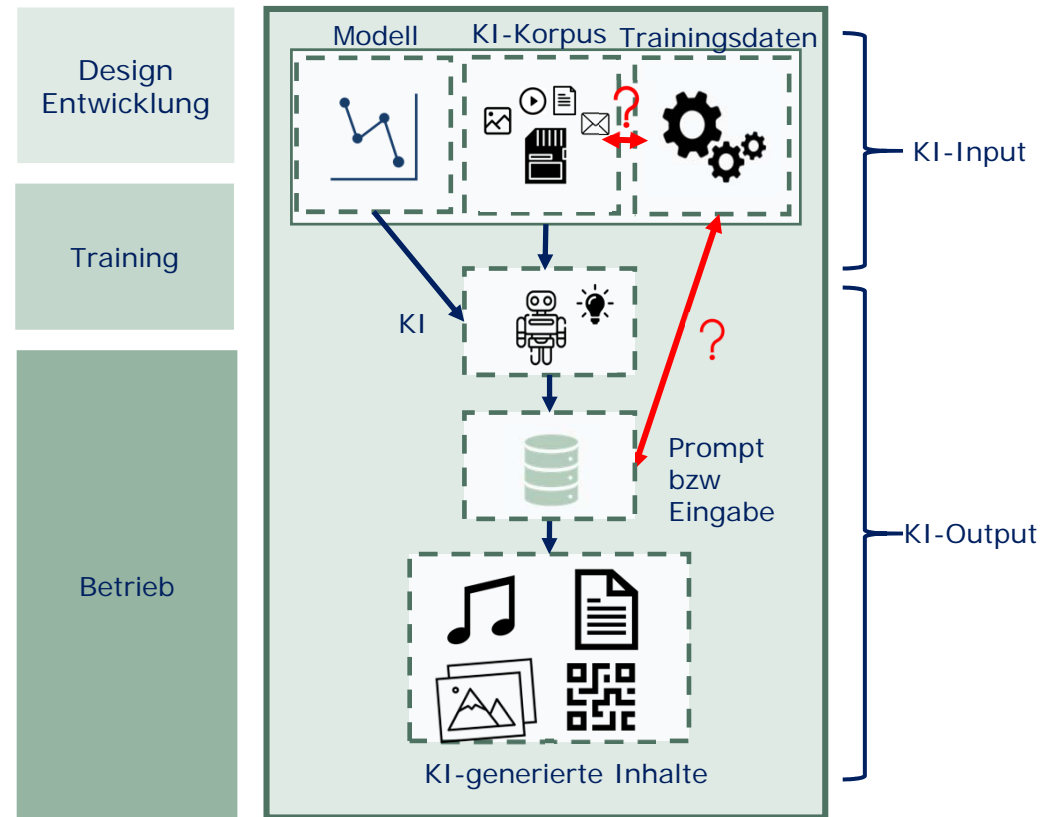 Design
Entwicklung
Training
Betrieb
Modell
KI-Korpus
Trainingsdaten
?
KI
?
Prompt
bzw
Eingabe
KI-generierte Inhalte
KI-Input
KI-Output